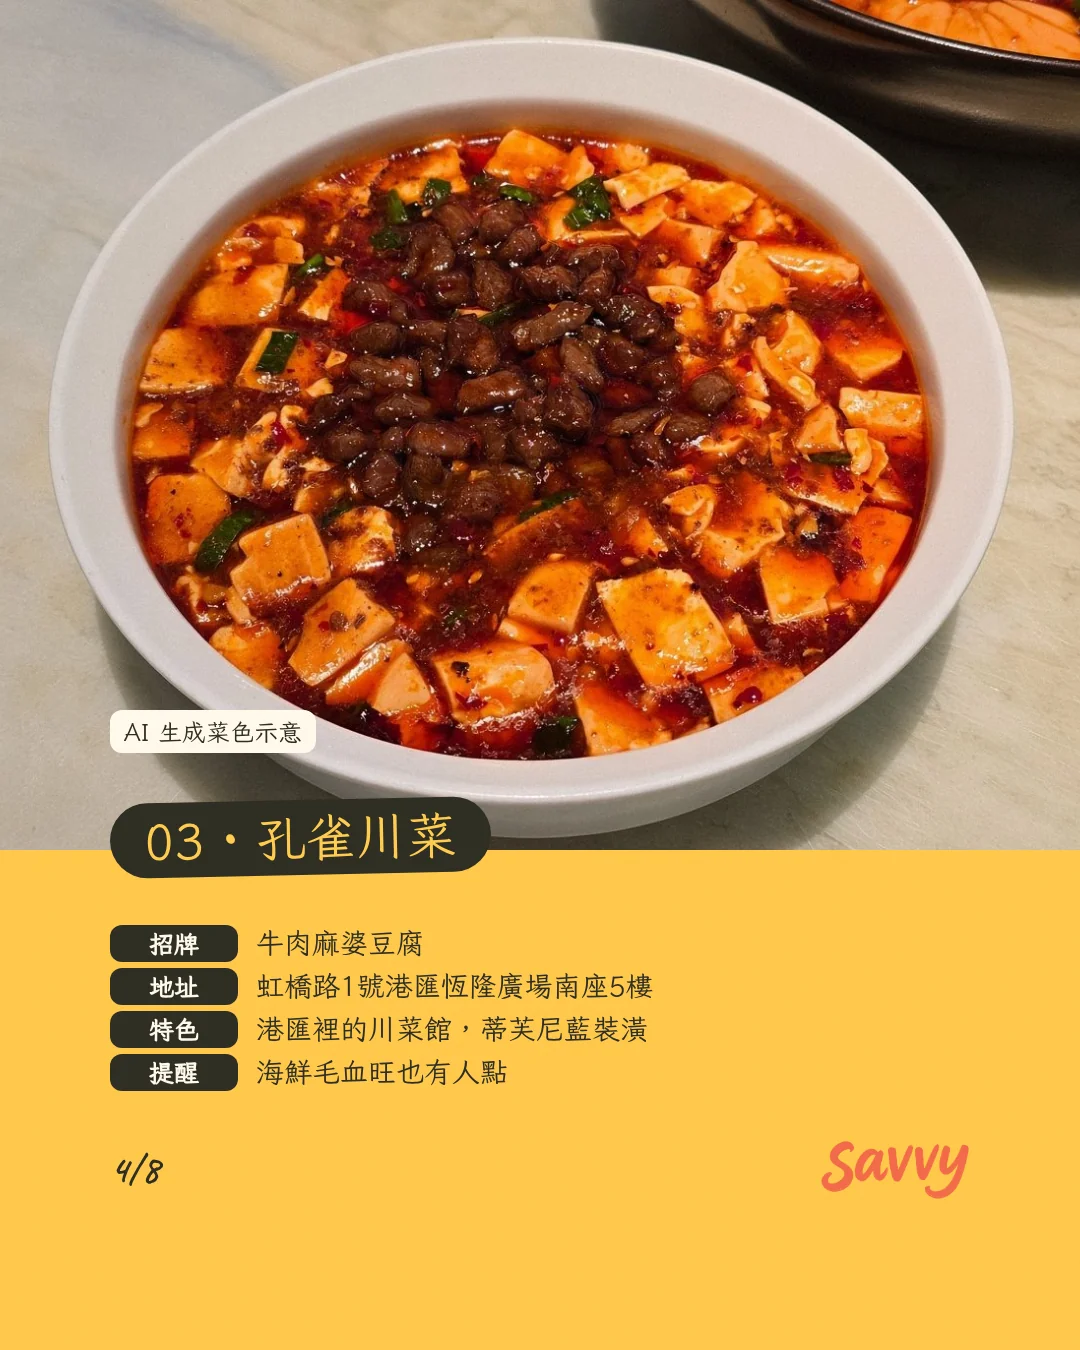 AI 生成菜色示意
03・孔雀川菜
招牌 牛肉麻婆豆腐
地址 虹橋路1號港匯恆隆廣場南座5樓
特色 港匯裡的川菜館，蒂芙尼藍裝潢
提醒 海鮮毛血旺也有人點
4/8
Savvy